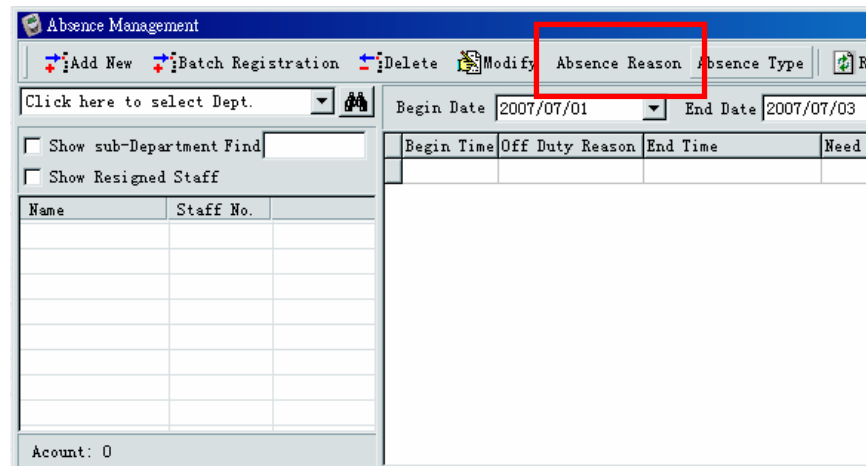 Absence Management
Add New Batch Registration Delete Modify Absence Reason Absence Type R
Click here to select Dept.
Begin Date 2007/07/01 End Date 2007/07/03
Show sub-Department Find
Show Resigned Staff
Begin Time Off Duty Reason End Time Need
Name Staff No.
Acount: 0